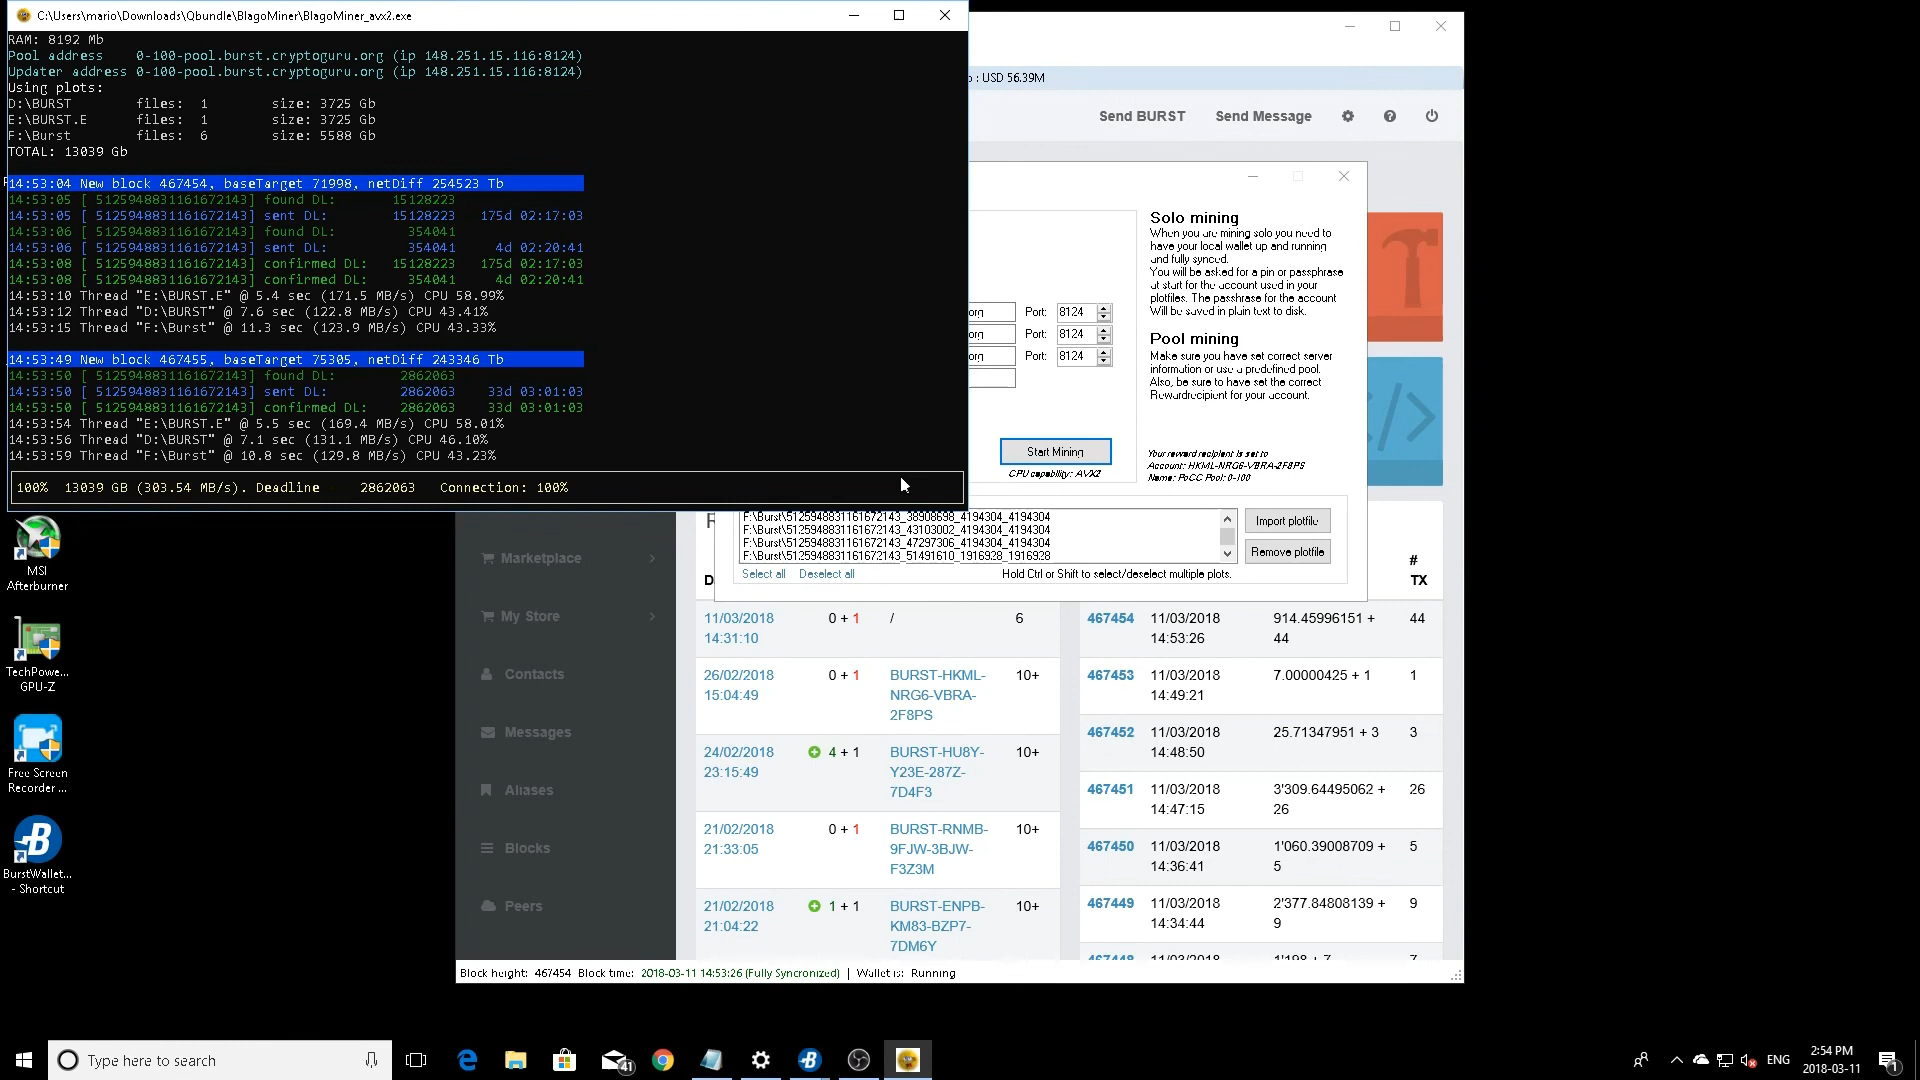 C:\Users\mario\Downloads\Qbundle\BlagoMiner\BlagoMiner_avx2.exe
RAM: 8192 Mb
Pool address    0-100-pool.burst.cryptoguru.org (ip 148.251.15.116:8124)
Updater address 0-100-pool.burst.cryptoguru.org (ip 148.251.15.116:8124)
Using plots:
D:\BURST        files:  1        size: 3725 Gb
E:\BURST.E      files:  1        size: 3725 Gb
F:\Burst        files:  6        size: 5588 Gb
TOTAL: 13039 Gb
14:53:04 New block 467454, baseTarget 71998, netDiff 254523 Tb
14:53:05 [ 5125948831161672143] found DL:       15128223
14:53:05 [ 5125948831161672143] sent DL:        15128223   175d 02:17:03
14:53:06 [ 5125948831161672143] found DL:         354041
14:53:06 [ 5125948831161672143] sent DL:          354041     4d 02:20:41
14:53:08 [ 5125948831161672143] confirmed DL:   15128223   175d 02:17:03
14:53:08 [ 5125948831161672143] confirmed DL:     354041     4d 02:20:41
14:53:10 Thread "E:\BURST.E" @ 5.4 sec (171.5 MB/s) CPU 58.99%
14:53:12 Thread "D:\BURST" @ 7.6 sec (122.8 MB/s) CPU 43.41%
14:53:15 Thread "F:\Burst" @ 11.3 sec (123.9 MB/s) CPU 43.33%
14:53:49 New block 467455, baseTarget 75305, netDiff 243346 Tb
14:53:50 [ 5125948831161672143] found DL:        2862063
14:53:50 [ 5125948831161672143] sent DL:         2862063    33d 03:01:03
14:53:50 [ 5125948831161672143] confirmed DL:    2862063    33d 03:01:03
14:53:54 Thread "E:\BURST.E" @ 5.5 sec (169.4 MB/s) CPU 58.01%
14:53:56 Thread "D:\BURST" @ 7.1 sec (131.1 MB/s) CPU 46.10%
14:53:59 Thread "F:\Burst" @ 10.8 sec (129.8 MB/s) CPU 43.23%
100%  13039 GB (303.54 MB/s). Deadline     2862063   Connection: 100%
: USD 56.39M
Send BURST
Send Message
Solo mining
When you are mining solo you need to
have your local wallet up and running
and fully synced.
You will be asked for a pin or passphrase
at start for the account used in your
plotfiles. The passhrase for the account
Will be saved in plain text to disk.
Pool mining
Make sure you have set correct server
information or use a predefined pool.
Also, be sure to have set the correct
Rewardrecipient for your account.
org Port: 8124
org Port: 8124
org Port: 8124
Start Mining
CPU capability: AVX2
Your reward recipient is set to
Account: HKML-NRG6-VBRA-2F8PS
Name: PoCC Pool: 0-100
F:\Burst\5125948831161672143_38908698_4194304_4194304
F:\Burst\5125948831161672143_43103002_4194304_4194304
F:\Burst\5125948831161672143_47297306_4194304_4194304
F:\Burst\5125948831161672143_51491610_1916928_1916928
Import plotfile
Remove plotfile
Select all
Deselect all
Hold Ctrl or Shift to select/deselect multiple plots.
Marketplace
My Store
Contacts
Messages
Aliases
Blocks
Peers
R
D
11/03/2018 0 + 1 / 6
14:31:10
26/02/2018 0 + 1 BURST-HKML- 10+
15:04:49 NRG6-VBRA-
2F8PS
24/02/2018 4 + 1 BURST-HU8Y- 10+
23:15:49 Y23E-287Z-
7D4F3
21/02/2018 0 + 1 BURST-RNMB- 10+
21:33:05 9FJW-3BJW-
F3Z3M
21/02/2018 1 + 1 BURST-ENPB- 10+
21:04:22 KM83-BZP7-
7DM6Y
#
TX
467454 11/03/2018 914.45996151 + 44
14:53:26 44
467453 11/03/2018 7.00000425 + 1 1
14:49:21
467452 11/03/2018 25.71347951 + 3 3
14:48:50
467451 11/03/2018 3'309.64495062 + 26
14:47:15 26
467450 11/03/2018 1'060.39008709 + 5
14:36:41 5
467449 11/03/2018 2'377.84808139 + 9
14:34:44 9
Block height: 467454 Block time: 2018-03-11 14:53:26 (Fully Syncronized) | Wallet is: Running
MSI
Afterburner
TechPowe...
GPU-Z
Free Screen
Recorder ...
BurstWallet...
- Shortcut
Type here to search
41
ENG
2:54 PM
2018-03-11
1